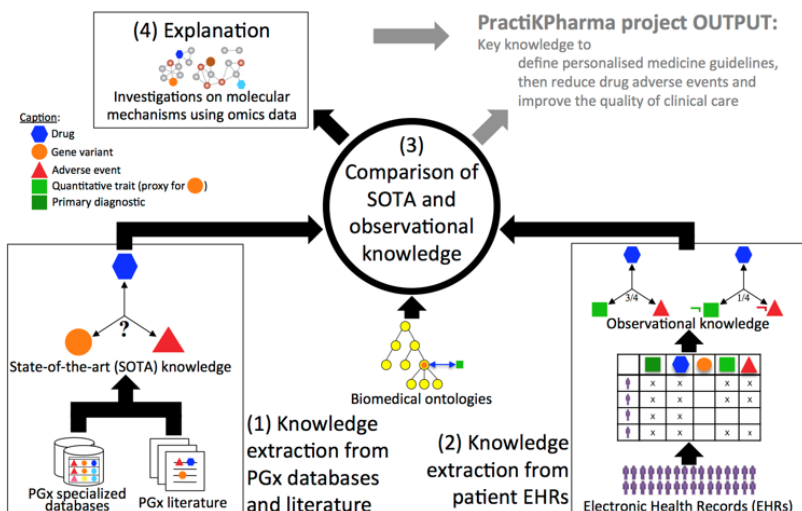 (4) Explanation
Investigations on molecular
mechanisms using omics data
PractiKPharma project OUTPUT:
Key knowledge to
define personalised medicine guidelines,
then reduce drug adverse events and
improve the quality of clinical care
Caption:
Drug
Gene variant
Adverse event
Quantitative trait (proxy for )
Primary diagnostic
(3)
Comparison of
SOTA and
observational
knowledge
?
State-of-the-art (SOTA) knowledge
PGx specialized
databases
PGx literature
(1) Knowledge
extraction from
PGx databases
and literature
Biomedical ontologies
(2) Knowledge
extraction from
patient EHRs
3/4
1/4
¬
¬
Observational knowledge
x x x x
x x x x
x x
x x x x
Electronic Health Records (EHRs)